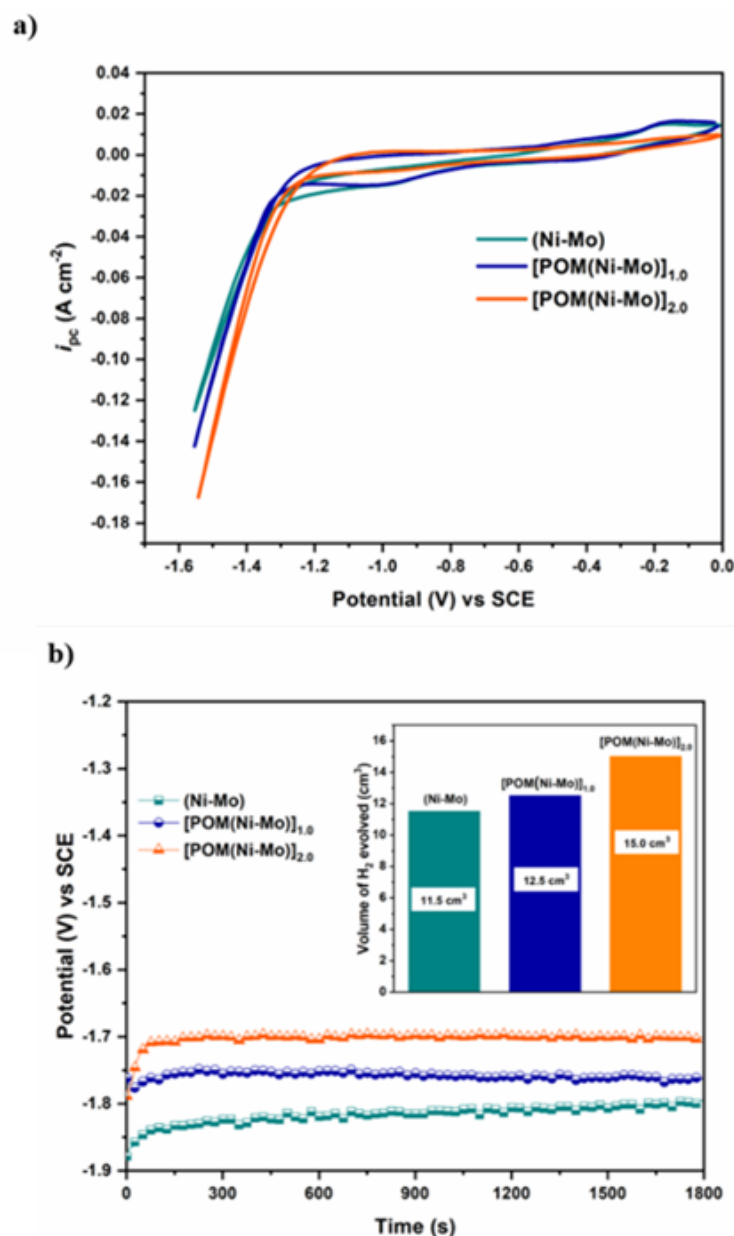 a)
0.04
0.02
0.00
-0.02
-0.04
-0.06
-0.08
-0.10
-0.12
-0.14
-0.16
-0.18
i_pc (A cm⁻²)
(Ni-Mo)
[POM(Ni-Mo)]₁.₀
[POM(Ni-Mo)]₂.₀
-1.6 -1.4 -1.2 -1.0 -0.8 -0.6 -0.4 -0.2 0.0
Potential (V) vs SCE
b)
-1.2
-1.3
-1.4
-1.5
-1.6
-1.7
-1.8
-1.9
Potential (V) vs SCE
(Ni-Mo)
[POM(Ni-Mo)]₁.₀
[POM(Ni-Mo)]₂.₀
Volume of H₂ evolved (cm³)
16
14
12
10
8
6
4
2
0
(Ni-Mo)
[POM(Ni-Mo)]₁.₀
[POM(Ni-Mo)]₂.₀
11.5 cm³
12.5 cm³
15.0 cm³
0 300 600 900 1200 1500 1800
Time (s)